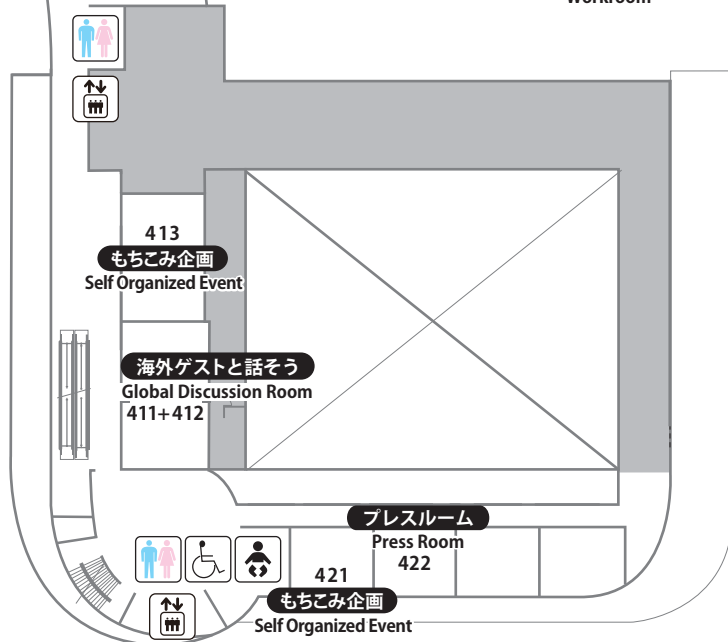 Workroom
413
もちこみ企画
Self Organized Event
海外ゲストと話そう
Global Discussion Room
411+412
プレスルーム
Press Room
422
421
もちこみ企画
Self Organized Event